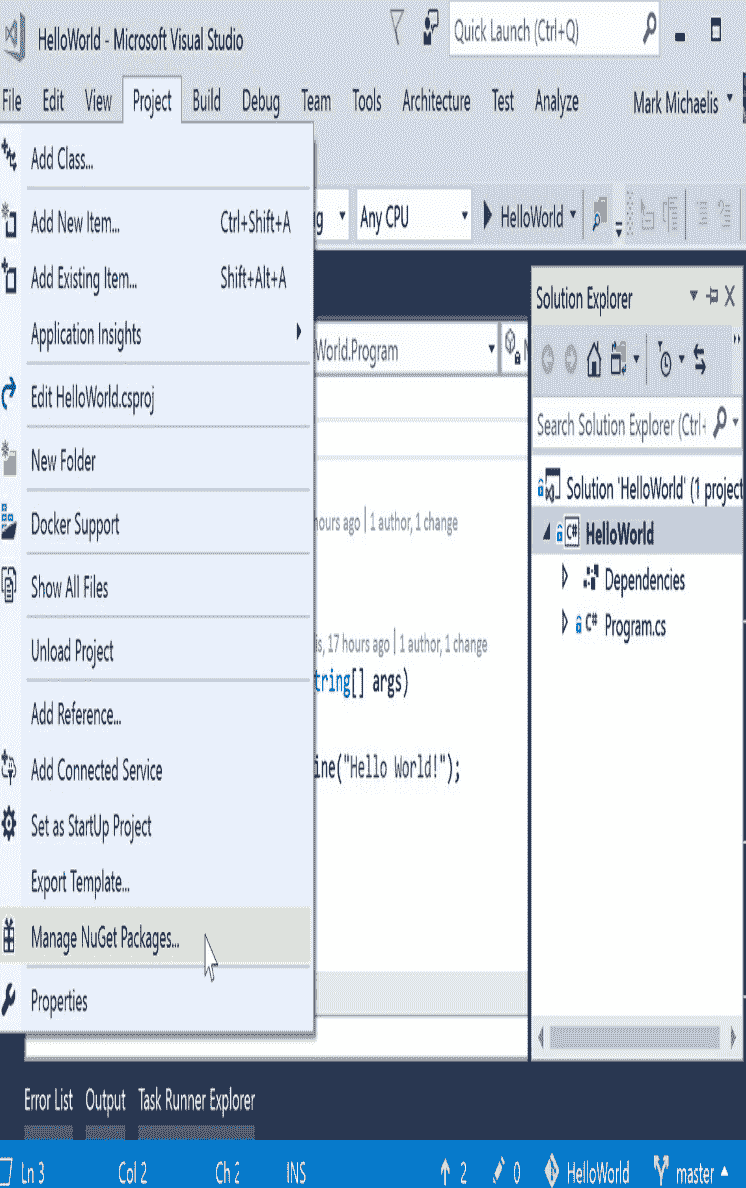 HelloWorld - Microsoft Visual Studio
Quick Launch (Ctrl+Q)
File Edit View Project Build Debug Team Tools Architecture Test Analyze Mark Michaelis
Add Class...
Add New Item... Ctrl+Shift+A
g Any CPU HelloWorld
Add Existing Item... Shift+Alt+A
Application Insights
World.Program
Edit HelloWorld.csproj
New Folder
Docker Support
hours ago | 1 author, 1 change
Show All Files
Unload Project
is, 17 hours ago | 1 author, 1 change
tring[] args)
Add Reference...
Add Connected Service
ine("Hello World!");
Set as StartUp Project
Export Template...
Manage NuGet Packages...
Properties
Solution Explorer
Search Solution Explorer (Ctrl+
Solution 'HelloWorld' (1 project
C# HelloWorld
Dependencies
C# Program.cs
Error List Output Task Runner Explorer
Ln 3 Col 2 Ch 2 INS 2 0 HelloWorld master